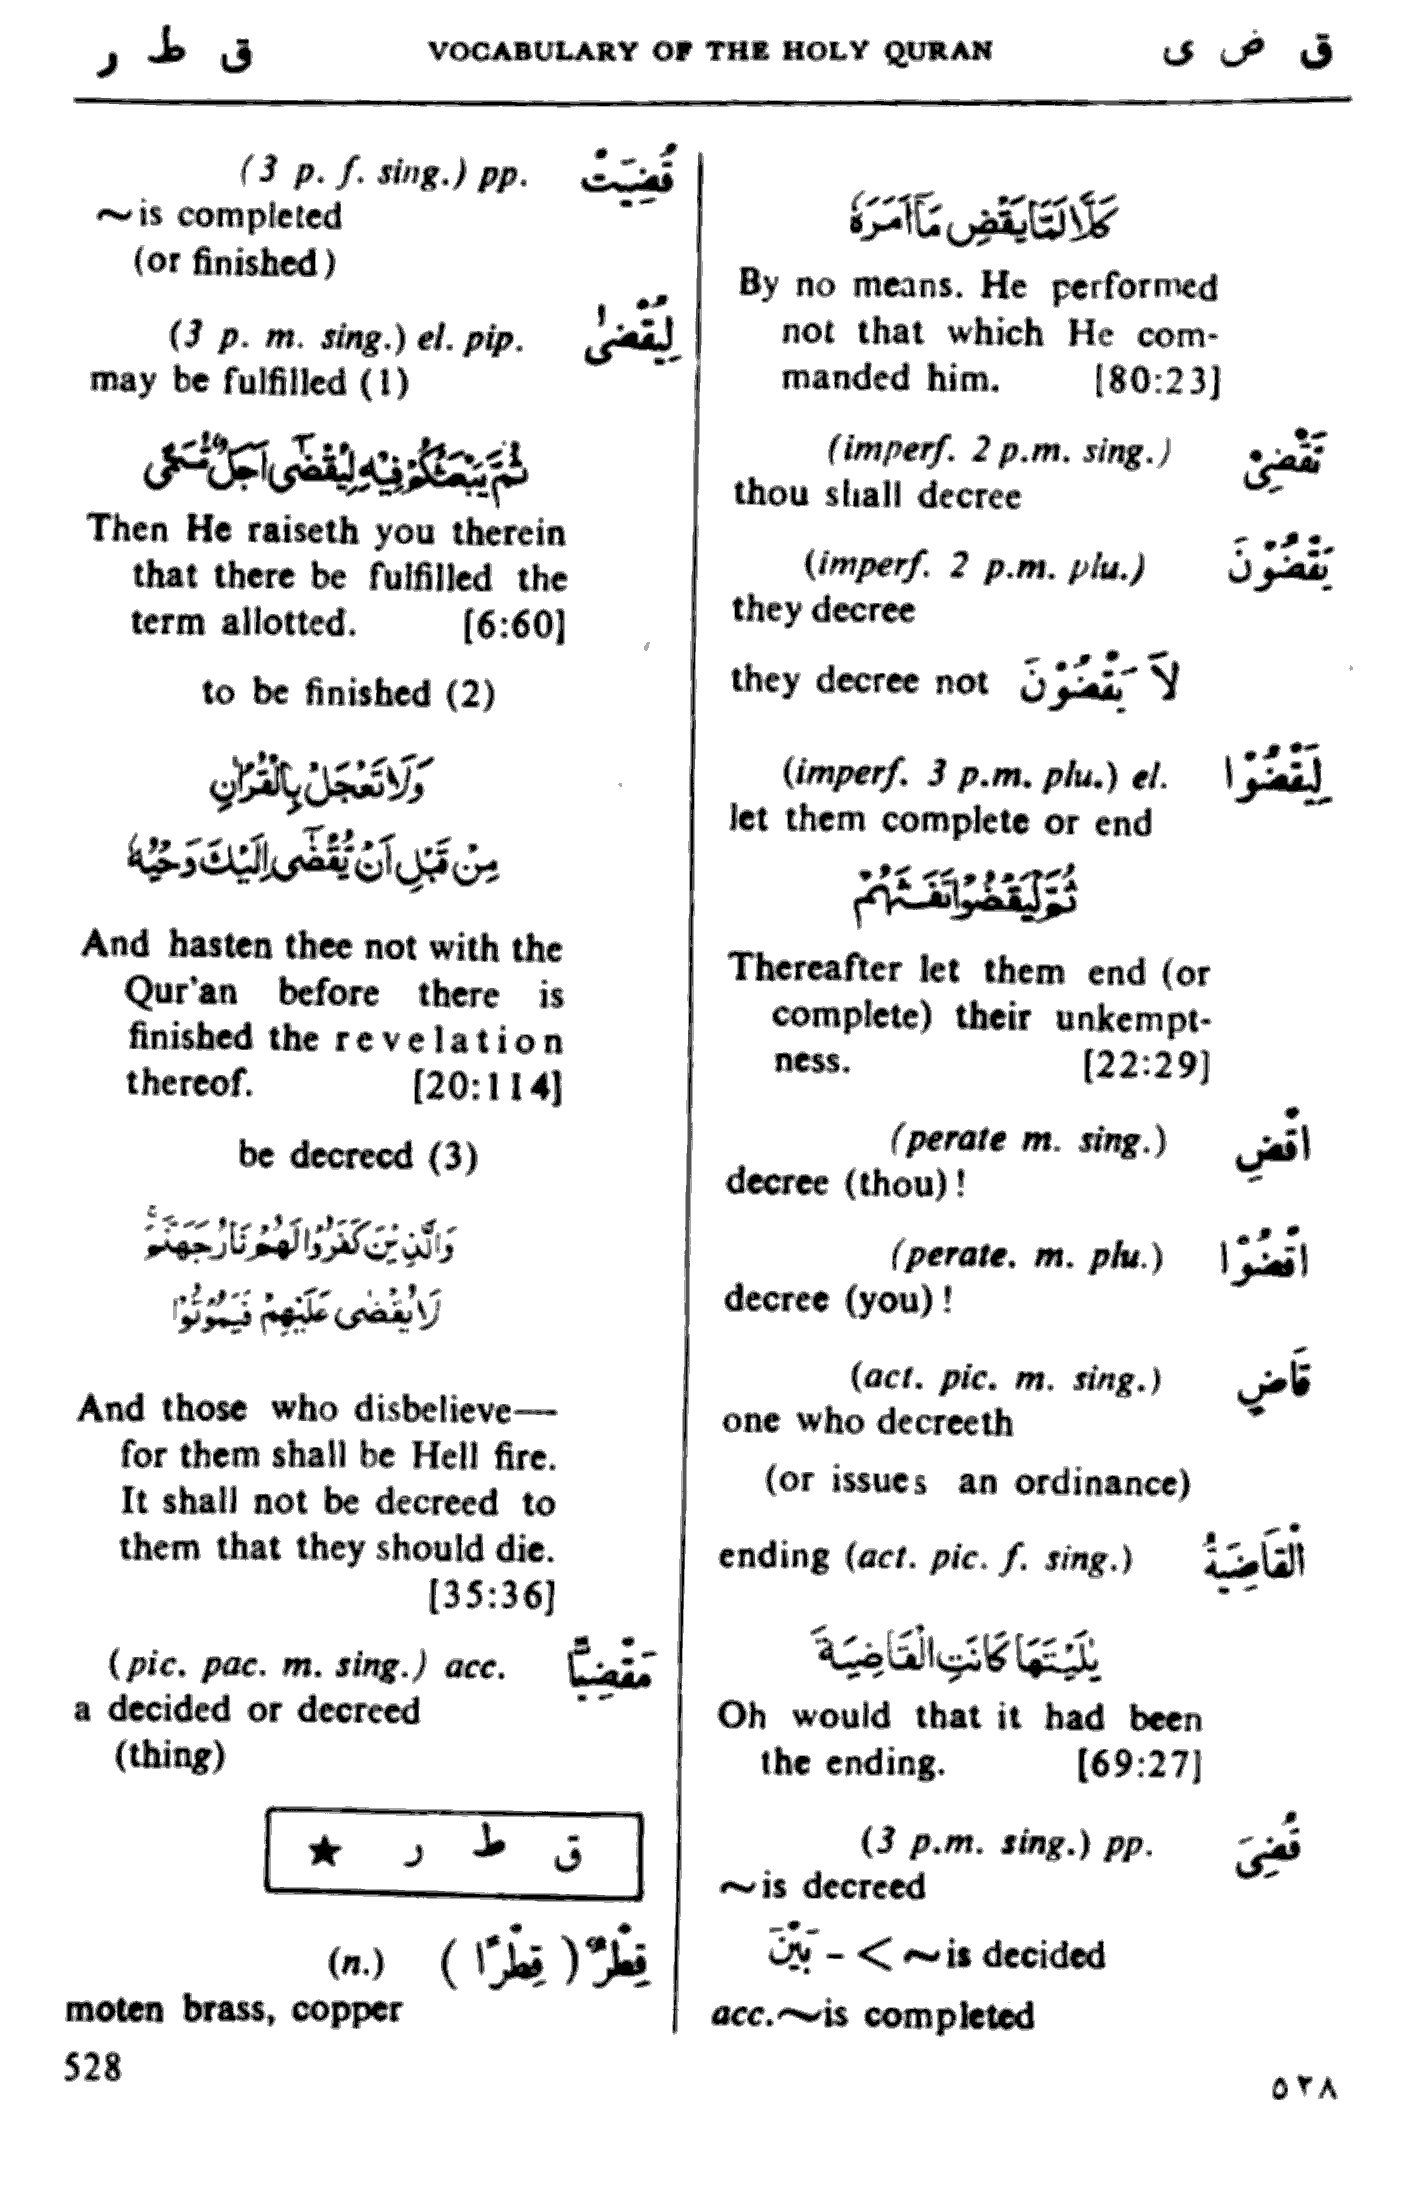 ق ض ى
VOCABULARY OF THE HOLY QURAN
ق ط ر
كَلَّا لَمَّا يَقْضِ مَآ اَمَرَهٗ
By no means. He performed
not that which He com-
manded him. [80:23]
(imperf. 2 p.m. sing.) تَقْضِىْ
thou shall decree
(imperf. 2 p.m. plu.) يَقْضُوْنَ
they decree
they decree not لَا يَقْضُوْنَ
(imperf. 3 p.m. plu.) el. لِيَقْضُوْا
let them complete or end
ثُمَّ لْيَقْضُوْا تَفَثَهُمْ
Thereafter let them end (or
complete) their unkempt-
ness. [22:29]
(perate m. sing.) اقْضِ
decree (thou) !
(perate. m. plu.) اقْضُوْا
decree (you) !
(act. pic. m. sing.) قَاضٍ
one who decreeth
(or issues an ordinance)
ending (act. pic. f. sing.) الْقَاضِيَةُ
يٰلَيْتَهَا كَانَتِ الْقَاضِيَةَ
Oh would that it had been
the ending. [69:27]
(3 p.m. sing.) pp. قُضِىَ
~is decreed
بَيْنَ - < ~is decided
acc.~is completed
(3 p. f. sing.) pp. قُضِيَتْ
~is completed
(or finished)
(3 p. m. sing.) el. pip. لِيُقْضٰى
may be fulfilled (1)
ثُمَّ يَبْعَثُكُمْ فِيْهِ لِيُقْضٰٓى اَجَلٌ مُّسَمًّى
Then He raiseth you therein
that there be fulfilled the
term allotted. [6:60]
to be finished (2)
وَلَا تَعْجَلْ بِالْقُرْاٰنِ
مِنْ قَبْلِ اَنْ يُّقْضٰٓى اِلَيْكَ وَحْيُهٗ
And hasten thee not with the
Qur'an before there is
finished the revelation
thereof. [20:114]
be decreed (3)
وَالَّذِيْنَ كَفَرُوْا لَهُمْ نَارُ جَهَنَّمَ ۚ
لَا يُقْضٰى عَلَيْهِمْ فَيَمُوْتُوْا
And those who disbelieve—
for them shall be Hell fire.
It shall not be decreed to
them that they should die.
[35:36]
(pic. pac. m. sing.) acc. مَقْضِيًّا
a decided or decreed
(thing)
ق ط ر ★
(n.) قِطْرٌ (قِطْرًا)
moten brass, copper
528
٥٢٨